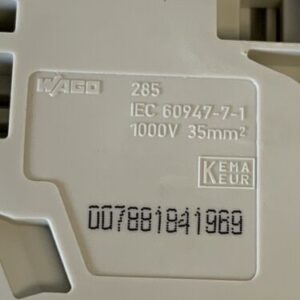 WAGO 285
IEC 60947-7-1
1000V 35mm²
KEMA
KEUR
007881841969